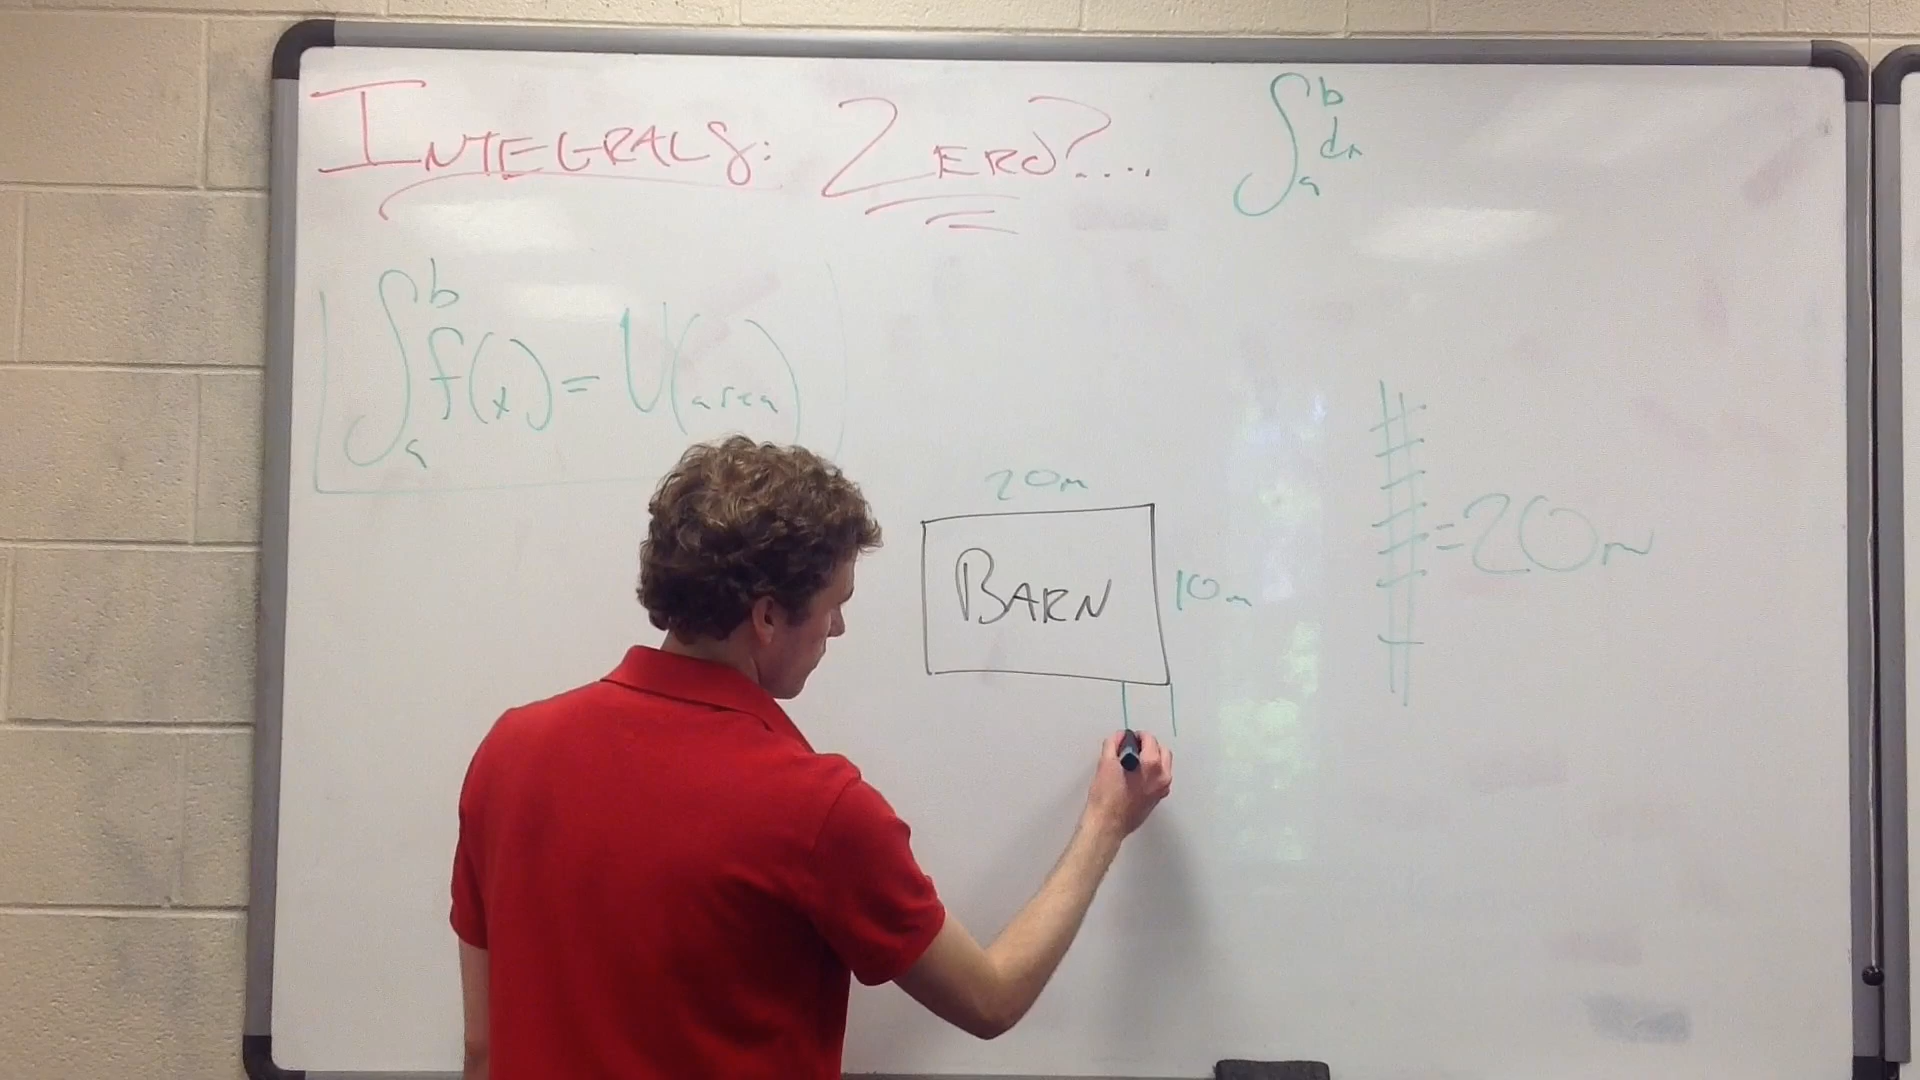 INTEGRALS: ZERO?....
∫ₐᵇ dx
∫ₐᵇ f(x) = U(area)
20m
BARN
10m
=20m